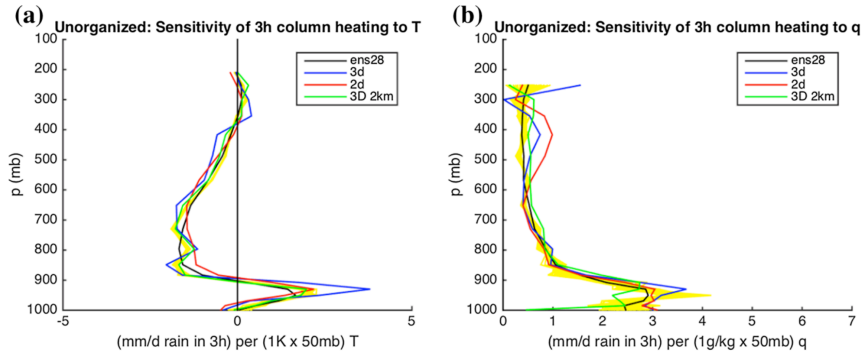 (a) Unorganized: Sensitivity of 3h column heating to T
100
200
300
400
500
600
700
800
900
1000
p (mb)
-5
0
5
(mm/d rain in 3h) per (1K x 50mb) T
ens28
3d
2d
3D 2km
(b) Unorganized: Sensitivity of 3h column heating to q
100
200
300
400
500
600
700
800
900
1000
p (mb)
0
1
2
3
4
5
6
7
(mm/d rain in 3h) per (1g/kg x 50mb) q
ens28
3d
2d
3D 2km